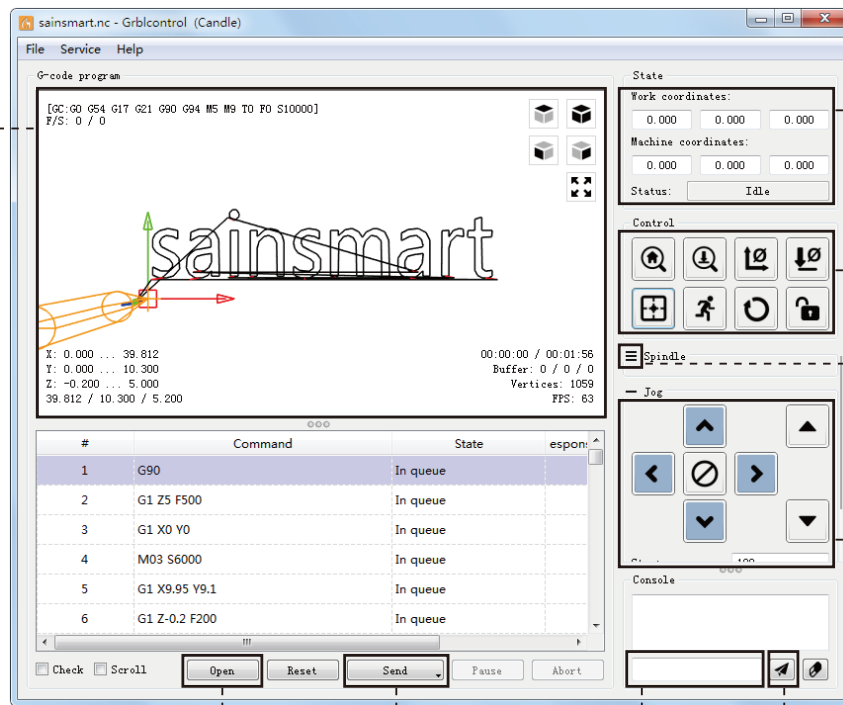 sainsmart.nc - Grblcontrol (Candle)
File Service Help
G-code program
[GC:G0 G54 G17 G21 G90 G94 M5 M9 T0 F0 S10000]
F/S: 0 / 0
sainsmart
X: 0.000 ... 39.812
Y: 0.000 ... 10.300
Z: -0.200 ... 5.000
39.812 / 10.300 / 5.200
00:00:00 / 00:01:56
Buffer: 0 / 0 / 0
Vertices: 1059
FPS: 63
# Command State espons
1 G90 In queue
2 G1 Z5 F500 In queue
3 G1 X0 Y0 In queue
4 M03 S6000 In queue
5 G1 X9.95 Y9.1 In queue
6 G1 Z-0.2 F200 In queue
Check Scroll Open Reset Send Pause Abort
State
Work coordinates:
0.000 0.000 0.000
Machine coordinates:
0.000 0.000 0.000
Status: Idle
Control
Spindle
Jog
Console